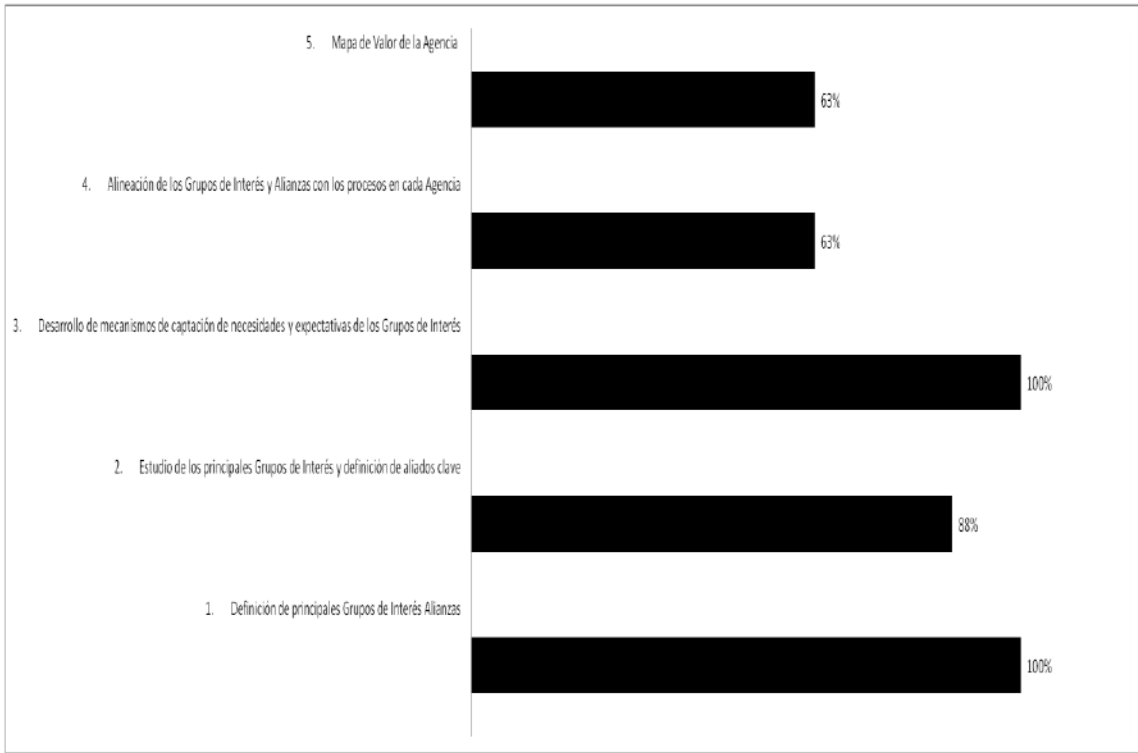 5. Mapa de Valor de la Agencia
63%
4. Alineación de los Grupos de Interés y Alianzas con los procesos en cada Agencia
63%
3. Desarrollo de mecanismos de captación de necesidades y expectativas de los Grupos de Interés
100%
2. Estudio de los principales Grupos de Interés y definición de aliados clave
88%
1. Definición de principales Grupos de Interés Alianzas
100%